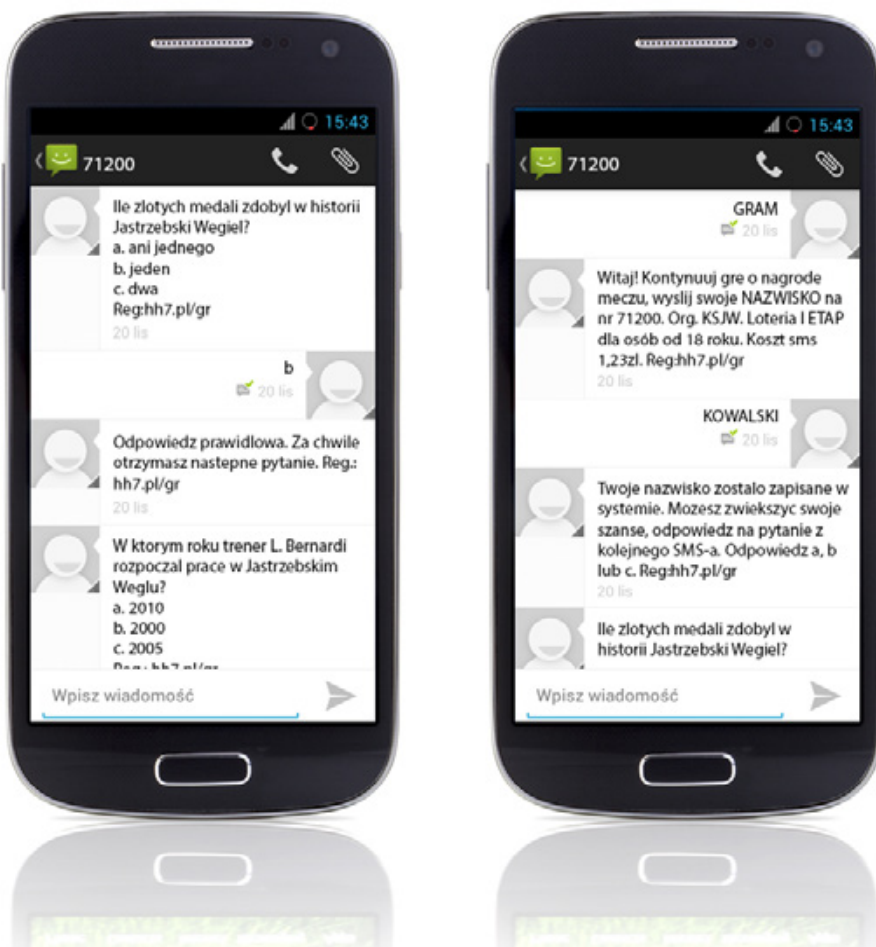 15:43
71200
Ile zlotych medali zdobyl w historii
Jastrzebski Wegiel?
a. ani jednego
b. jeden
c. dwa
Reg:hh7.pl/gr
20 lis
b
20 lis
Odpowiedz prawidlowa. Za chwile
otrzymasz nastepne pytanie. Reg.:
hh7.pl/gr
20 lis
W ktorym roku trener L. Bernardi
rozpoczal prace w Jastrzebskim
Weglu?
a. 2010
b. 2000
c. 2005
Reg.: hh7.pl/gr
Wpisz wiadomość
15:43
71200
GRAM
20 lis
Witaj! Kontynuuj gre o nagrode
meczu, wyslij swoje NAZWISKO na
nr 71200. Org. KSJW. Loteria I ETAP
dla osób od 18 roku. Koszt sms
1,23zl. Reg:hh7.pl/gr
20 lis
KOWALSKI
20 lis
Twoje nazwisko zostalo zapisane w
systemie. Mozesz zwiekszyc swoje
szanse, odpowiedz na pytanie z
kolejnego SMS-a. Odpowiedz a, b
lub c. Reg:hh7.pl/gr
20 lis
Ile zlotych medali zdobyl w
historii Jastrzebski Wegiel?
Wpisz wiadomość